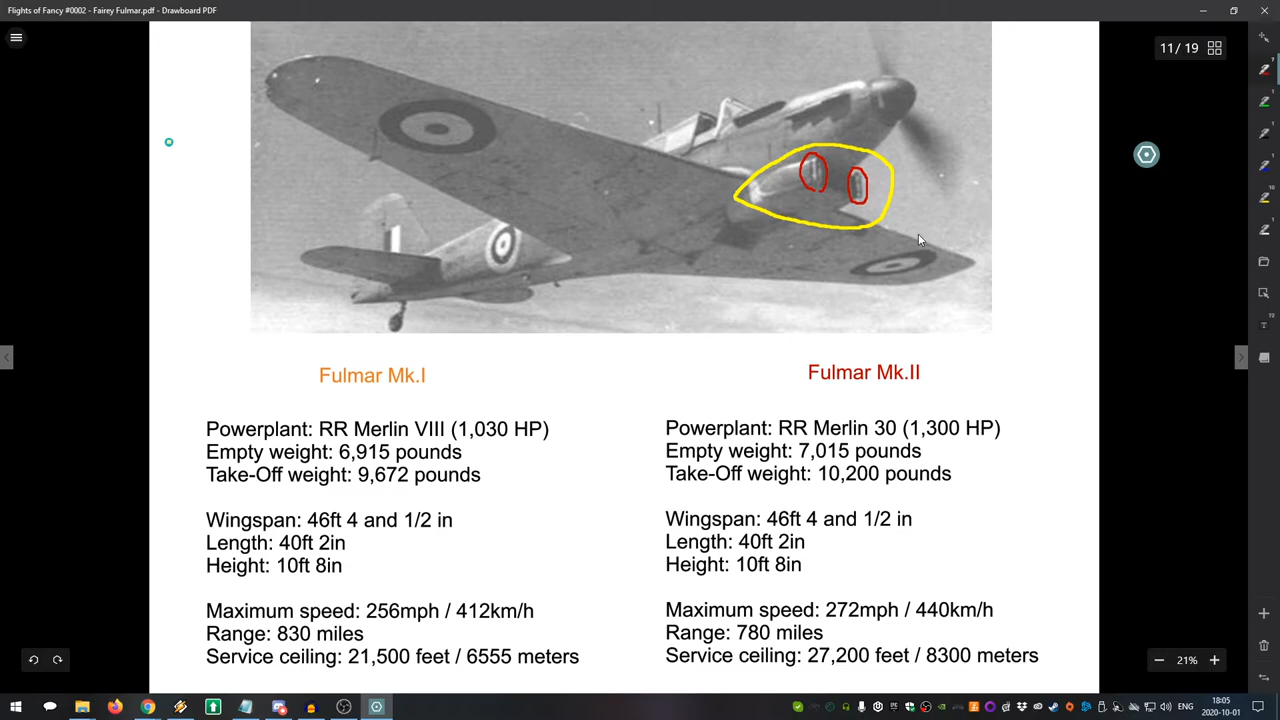 Flights of Fancy #0002 - Fairey Fulmar.pdf - Drawboard PDF
11 / 19
Fulmar Mk.I
Powerplant: RR Merlin VIII (1,030 HP)
Empty weight: 6,915 pounds
Take-Off weight: 9,672 pounds
Wingspan: 46ft 4 and 1/2 in
Length: 40ft 2in
Height: 10ft 8in
Maximum speed: 256mph / 412km/h
Range: 830 miles
Service ceiling: 21,500 feet / 6555 meters
Fulmar Mk.II
Powerplant: RR Merlin 30 (1,300 HP)
Empty weight: 7,015 pounds
Take-Off weight: 10,200 pounds
Wingspan: 46ft 4 and 1/2 in
Length: 40ft 2in
Height: 10ft 8in
Maximum speed: 272mph / 440km/h
Range: 780 miles
Service ceiling: 27,200 feet / 8300 meters
21%
ENG
18:05
2020-10-01